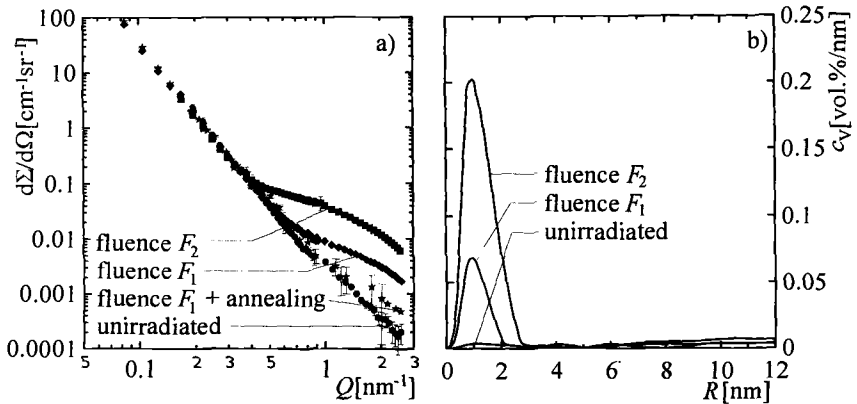 100
10
1
0.1
0.01
0.001
0.0001
dΣ/dΩ[cm⁻¹sr⁻¹]
a)
fluence F₂
fluence F₁
fluence F₁ + annealing
unirradiated
5 0.1 2 3 5 1 2 3
Q[nm⁻¹]
b)
0.25
0.2
0.15
0.1
0.05
0
cᵥ[vol.%/nm]
fluence F₂
fluence F₁
unirradiated
0 2 4 6 8 10 12
R[nm]